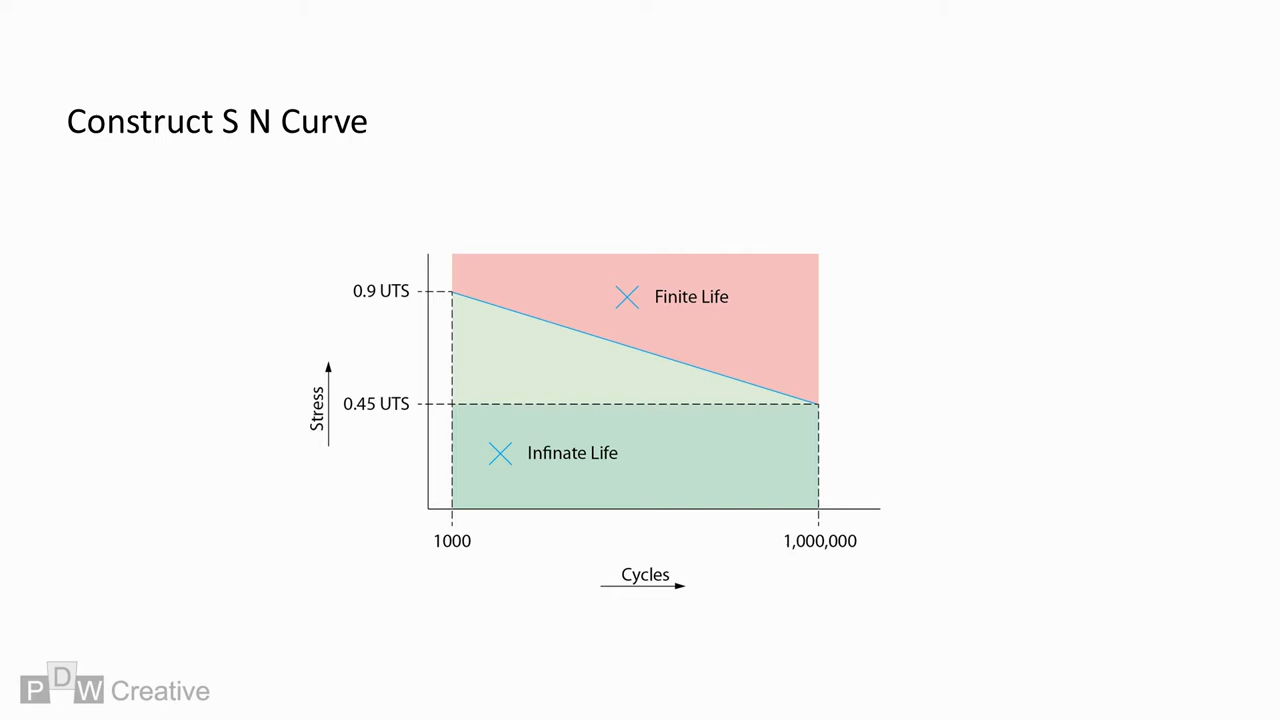 Construct S N Curve
0.9 UTS
Finite Life
0.45 UTS
Stress
Infinate Life
1000
1,000,000
Cycles
PDW Creative